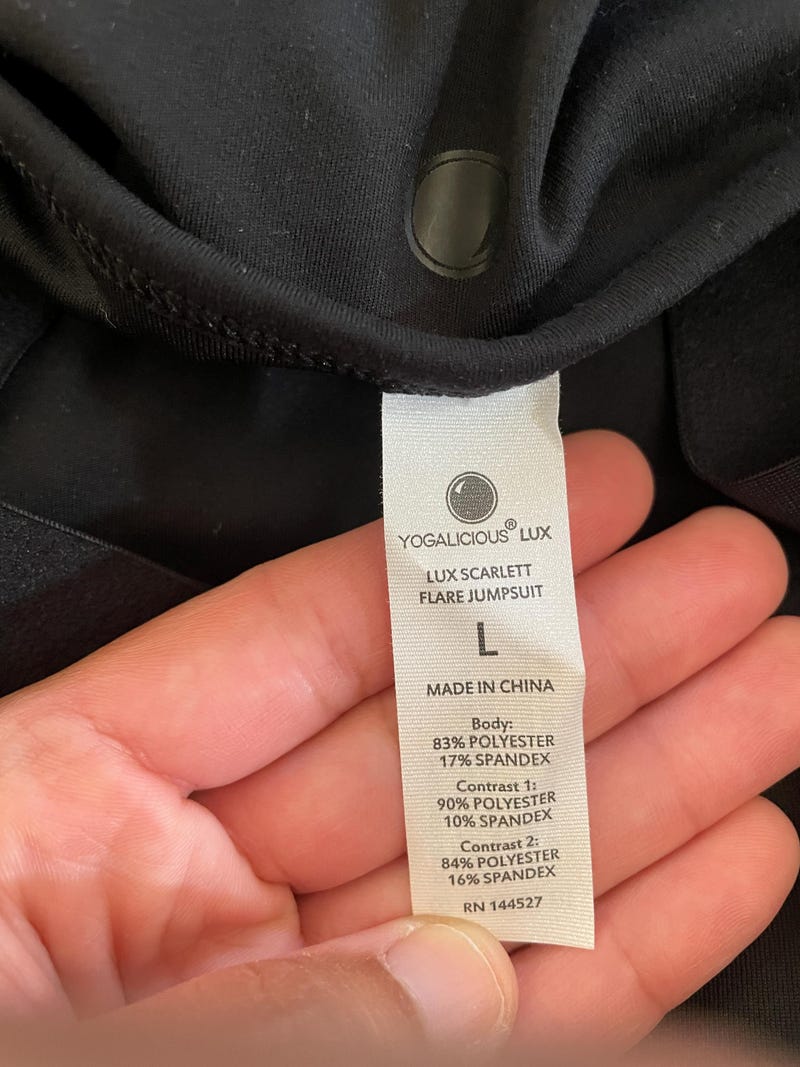 YOGALICIOUS® LUX
LUX SCARLETT
FLARE JUMPSUIT
L
MADE IN CHINA
Body:
83% POLYESTER
17% SPANDEX
Contrast 1:
90% POLYESTER
10% SPANDEX
Contrast 2:
84% POLYESTER
16% SPANDEX
RN 144527